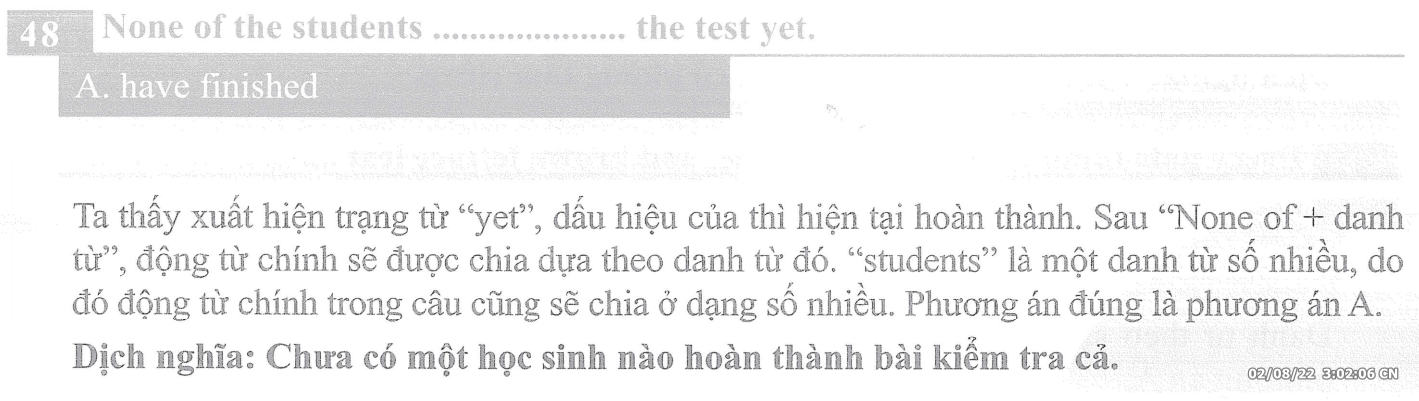 48 None of the students ..................... the test yet.
A. have finished
Ta thấy xuất hiện trạng từ “yet”, dấu hiệu của thì hiện tại hoàn thành. Sau “None of + danh
từ”, động từ chính sẽ được chia dựa theo danh từ đó. “students” là một danh từ số nhiều, do
đó động từ chính trong câu cũng sẽ chia ở dạng số nhiều. Phương án đúng là phương án A.
Dịch nghĩa: Chưa có một học sinh nào hoàn thành bài kiểm tra cả.
02/08/22 3:02:06 CN